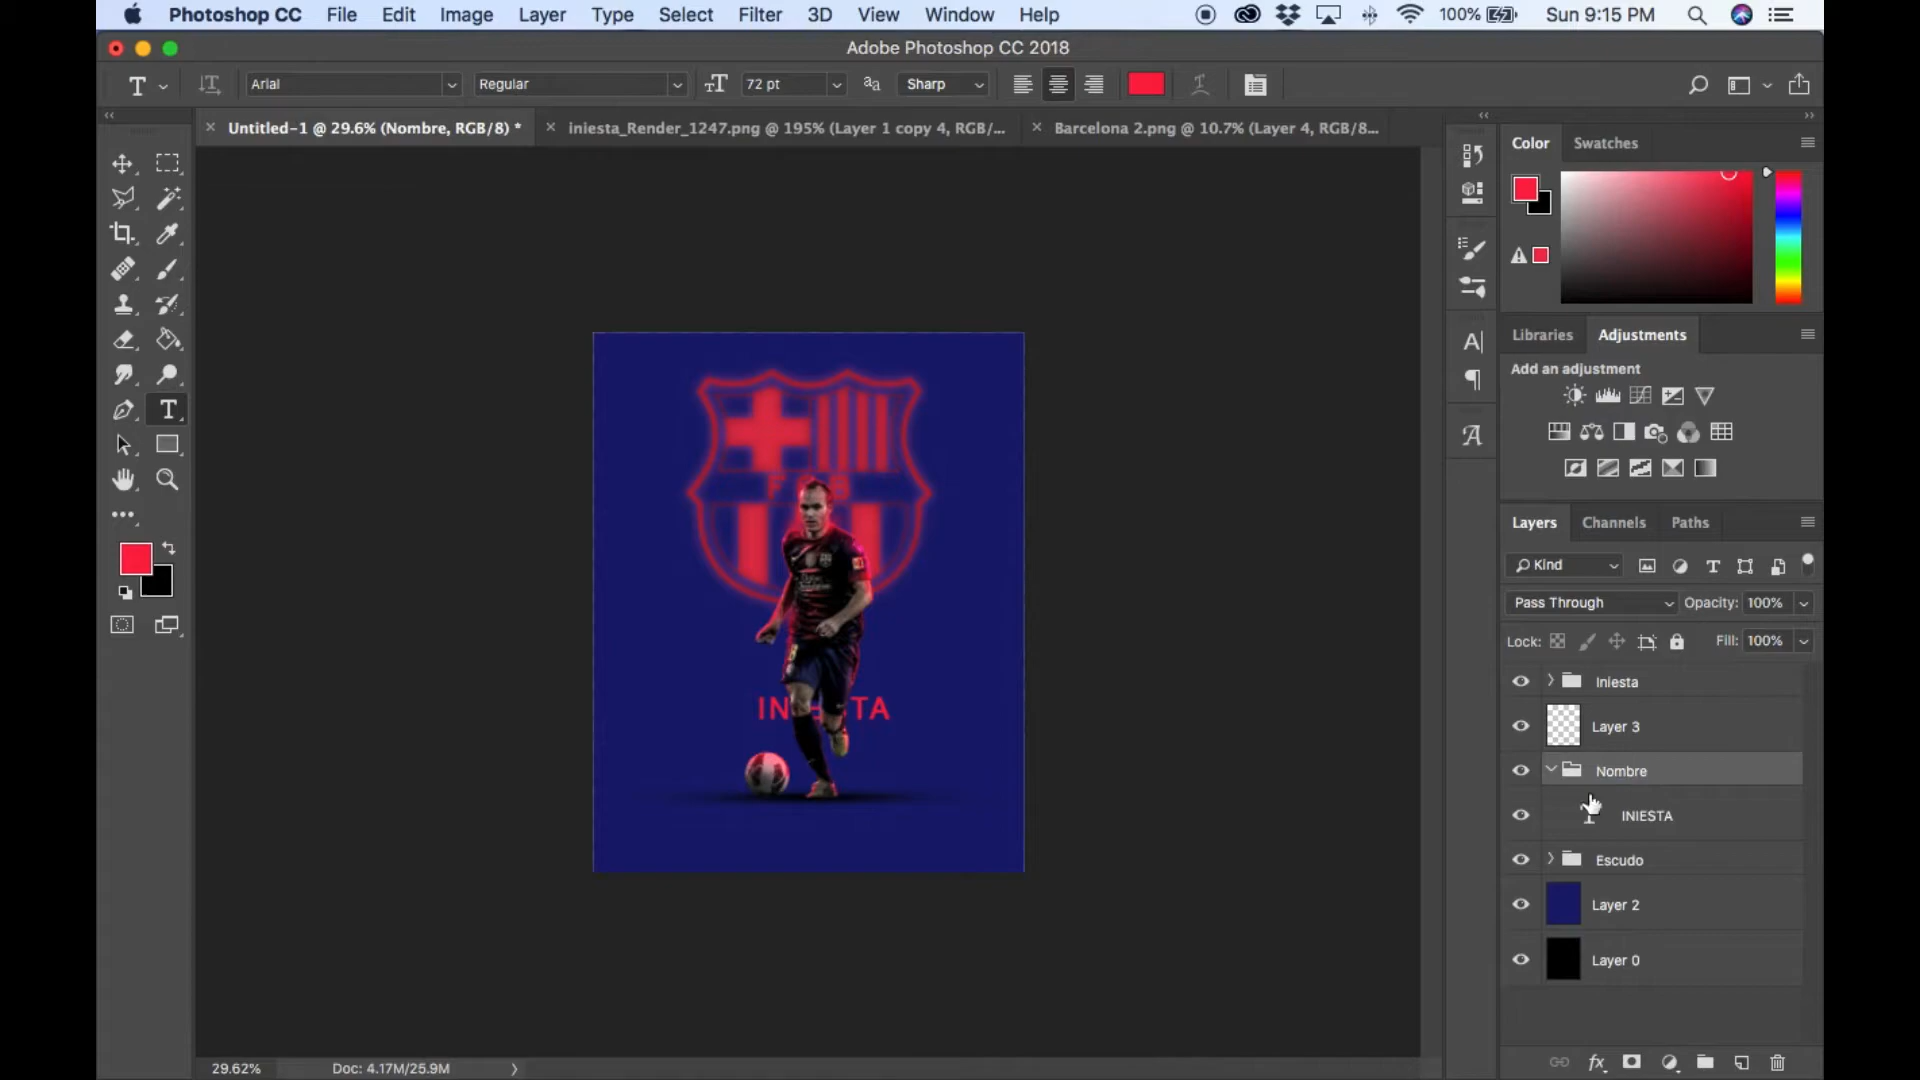 Photoshop CC File Edit Image Layer Type Select Filter 3D View Window Help 100% Sun 9:15 PM
Adobe Photoshop CC 2018
T Arial Regular 72 pt aa Sharp
Untitled-1 @ 29.6% (Nombre, RGB/8) *
iniesta_Render_1247.png @ 195% (Layer 1 copy 4, RGB/...
Barcelona 2.png @ 10.7% (Layer 4, RGB/8...
Color Swatches
Libraries Adjustments
Add an adjustment
Layers Channels Paths
Kind
Pass Through Opacity: 100%
Lock: Fill: 100%
Iniesta
Layer 3
Nombre
INIESTA
Escudo
Layer 2
Layer 0
INIESTA
29.62% Doc: 4.17M/25.9M